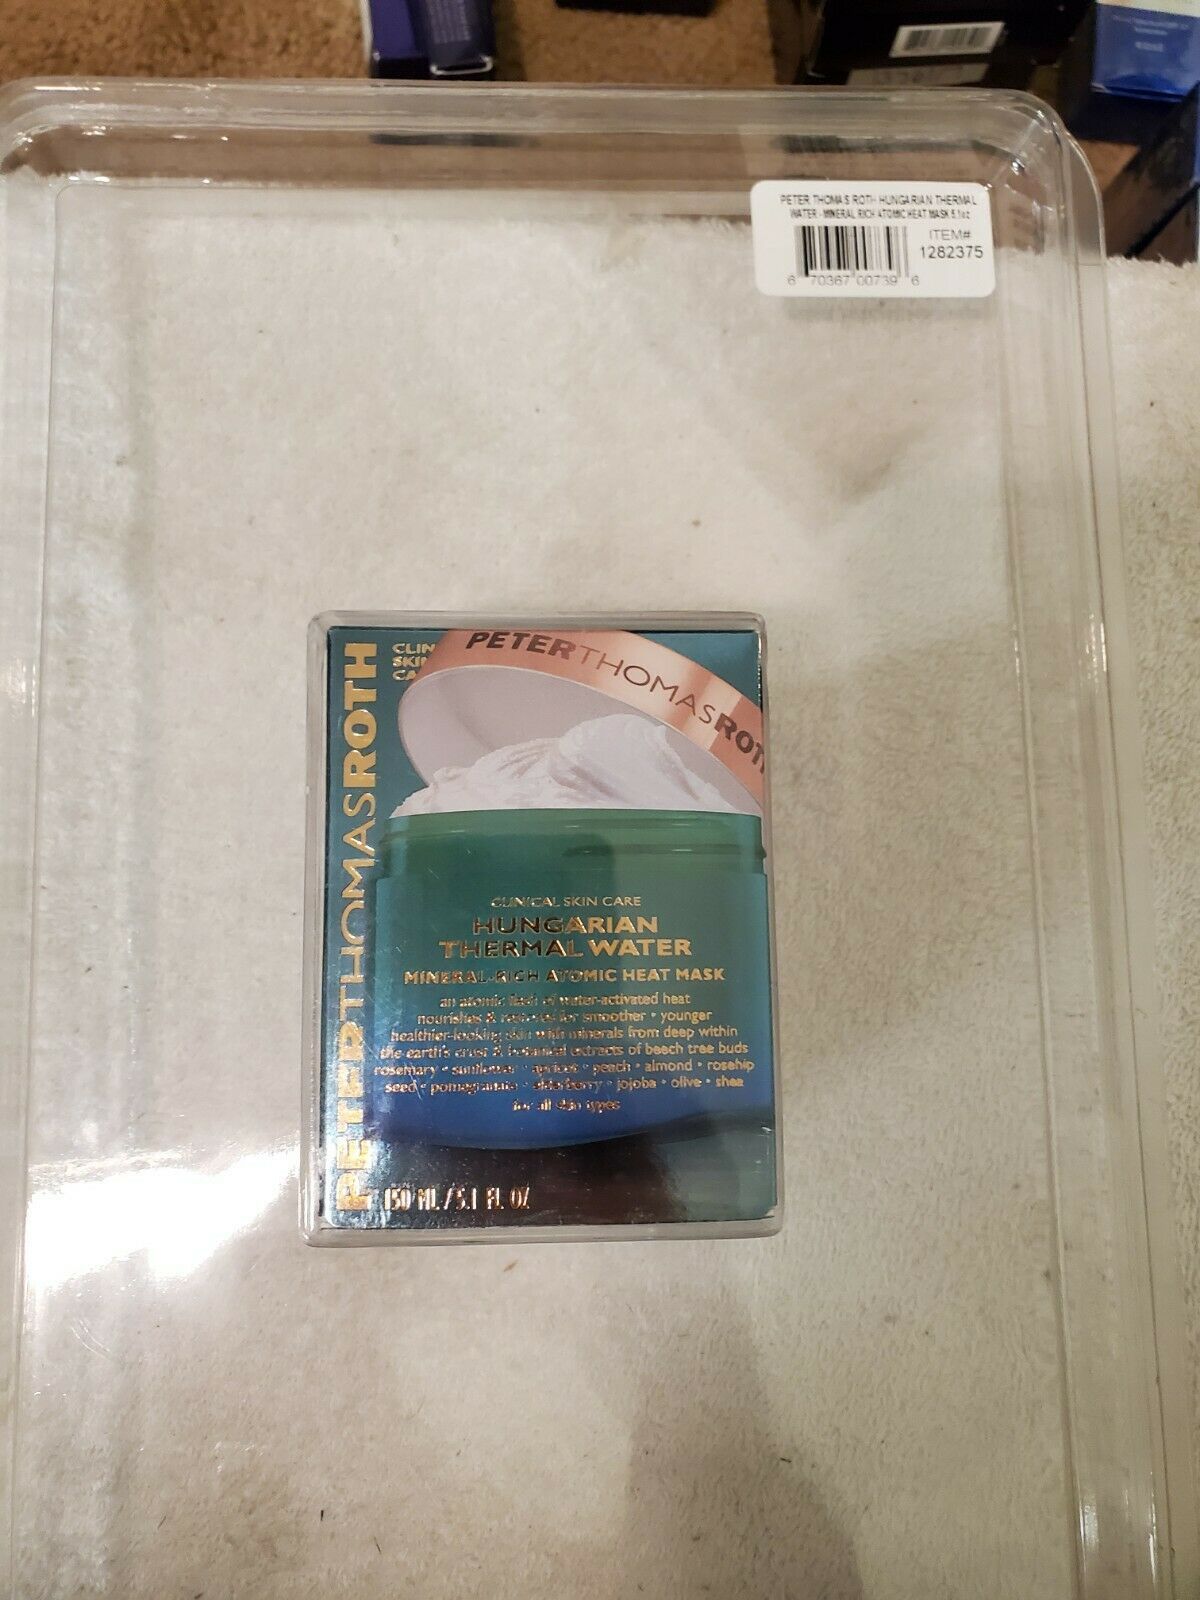 PETER THOMAS ROTH HUNGARIAN THERMAL
WATER - MINERAL RICH ATOMIC HEAT MASK 5.1oz
ITEM#
1282375
6 70367 00739 6
PETERTHOMASROTH
CLIN
SKIN
CA
PETERTHOMASROTH
CLINICAL SKIN CARE
HUNGARIAN
THERMAL WATER
MINERAL-RICH ATOMIC HEAT MASK
an atomic of water-activated heat
nourishes & for smoother • younger
healthier-looking skin with minerals from deep within
the earth's crust & botanical extracts of beech tree buds
rosemary • sunflower • apricot • peach • almond • rosehip
seed • pomegranate • elderberry • jojoba • olive • shea
for all skin types
150 ML / 5.1 FL OZ